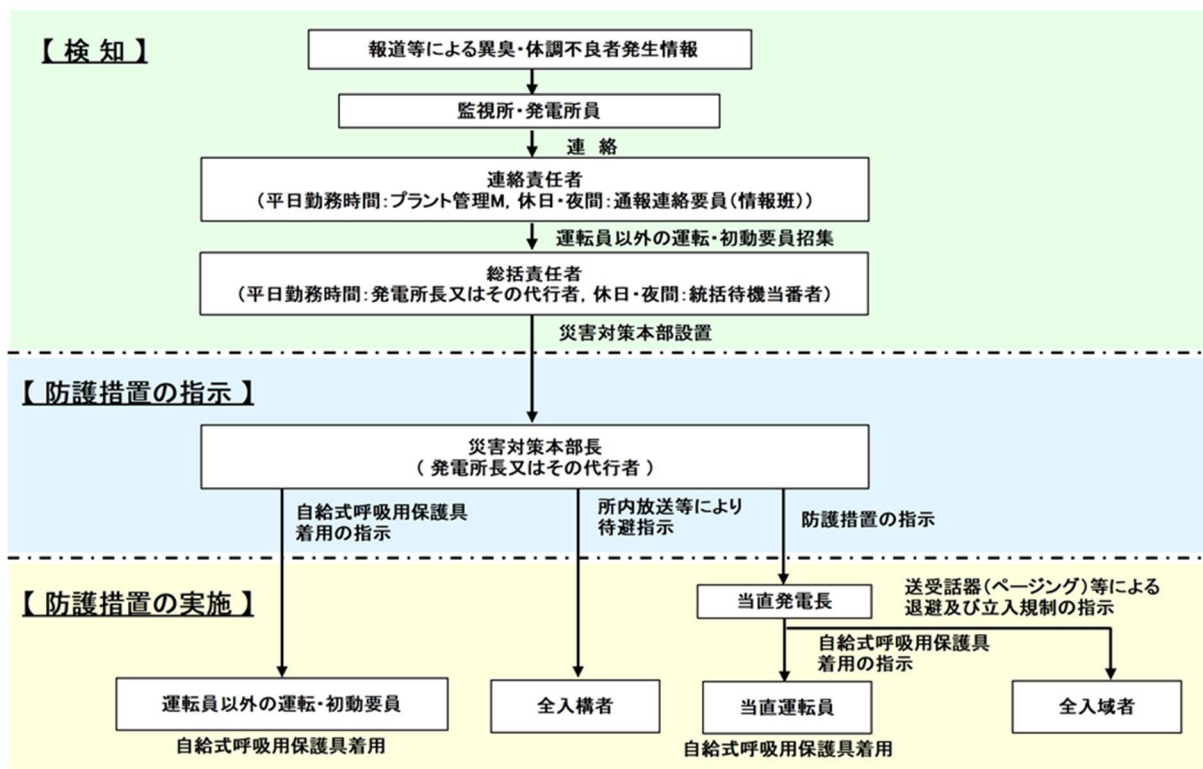 【 検 知 】
報道等による異臭・体調不良者発生情報
監視所・発電所員
連 絡
連絡責任者
(平日勤務時間:プラント管理M, 休日・夜間:通報連絡要員(情報班))
運転員以外の運転・初動要員招集
総括責任者
(平日勤務時間:発電所長又はその代行者, 休日・夜間:統括待機当番者)
災害対策本部設置
【 防護措置の指示 】
災害対策本部長
( 発電所長又はその代行者 )
自給式呼吸用保護具
着用の指示
所内放送等により
待避指示
防護措置の指示
【 防護措置の実施 】
当直発電長
送受話器(ページング)等による
退避及び立入規制の指示
自給式呼吸用保護具
着用の指示
運転員以外の運転・初動要員
自給式呼吸用保護具着用
全入構者
当直運転員
自給式呼吸用保護具着用
全入域者